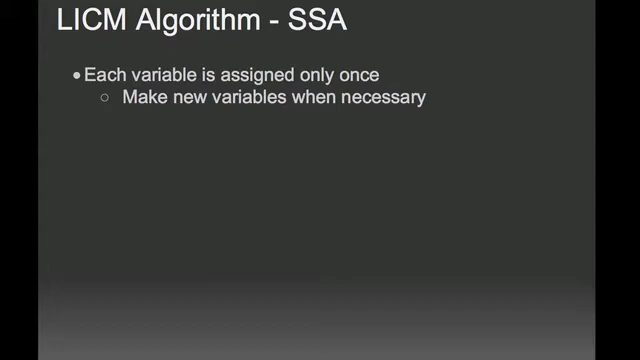 LICM Algorithm - SSA
● Each variable is assigned only once
○ Make new variables when necessary